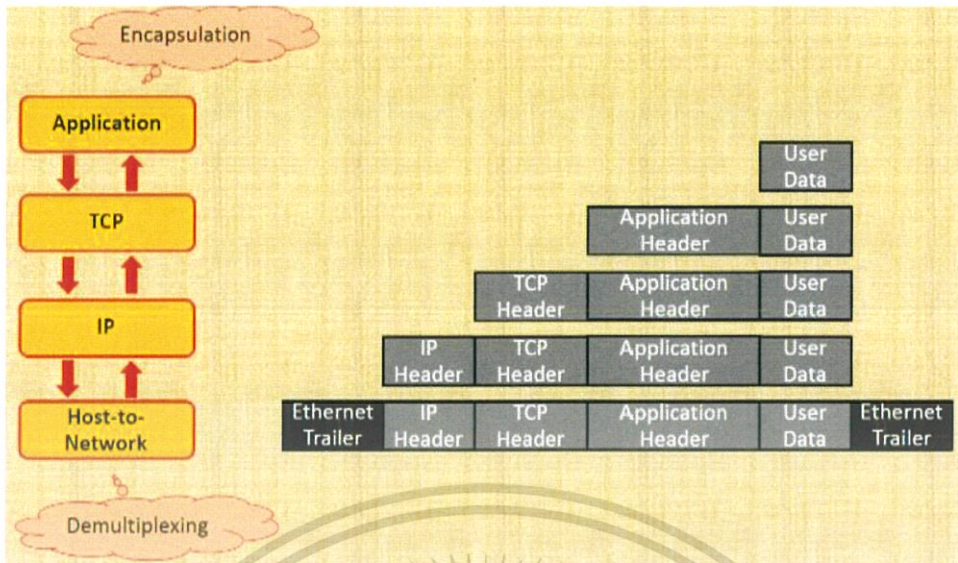 Encapsulation
Application
TCP
IP
Host-to-
Network
Demultiplexing
User
Data
Application
Header
User
Data
TCP
Header
Application
Header
User
Data
IP
Header
TCP
Header
Application
Header
User
Data
Ethernet
Trailer
IP
Header
TCP
Header
Application
Header
User
Data
Ethernet
Trailer